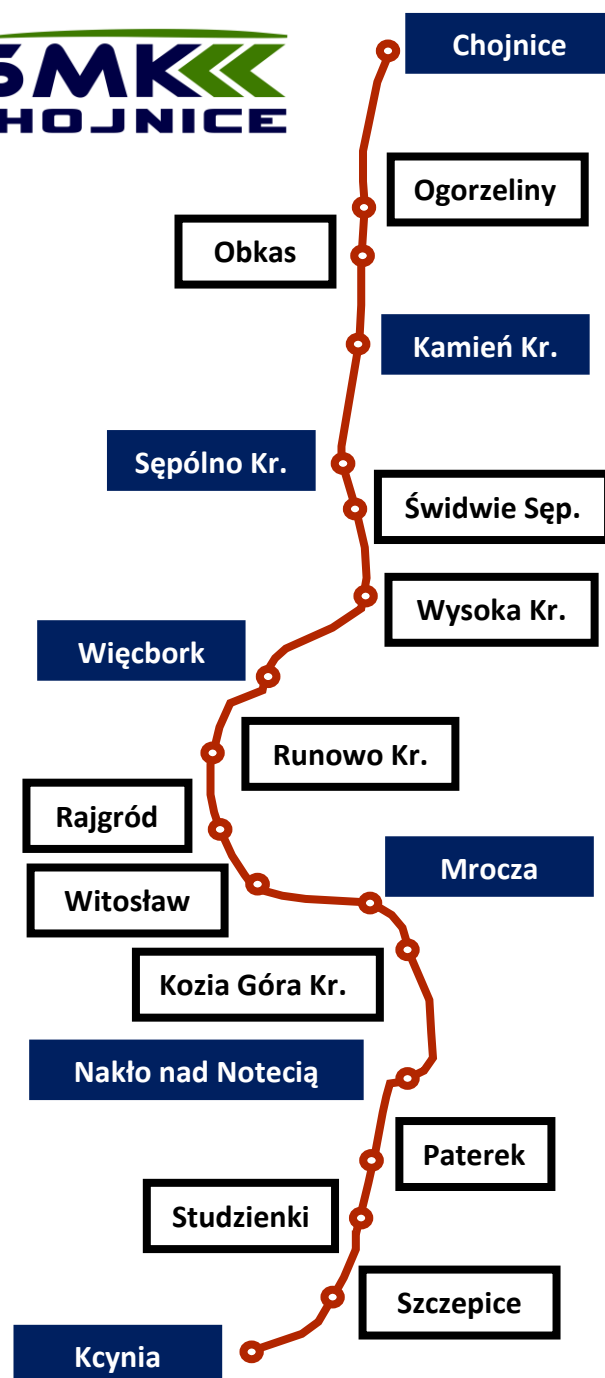 SMK
CHOJNICE
Chojnice
Ogorzeliny
Obkas
Kamień Kr.
Sępólno Kr.
Świdwie Sęp.
Wysoka Kr.
Więcbork
Runowo Kr.
Rajgród
Mrocza
Witosław
Kozia Góra Kr.
Nakło nad Notecią
Paterek
Studzienki
Szczepice
Kcynia